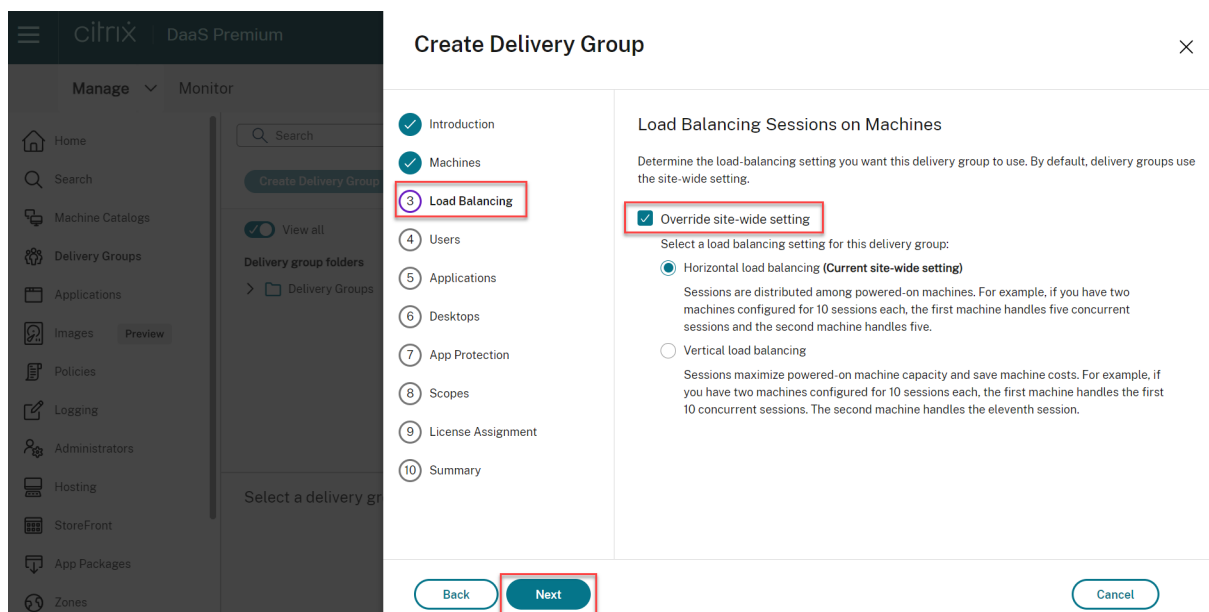 citrix
DaaS Premium
Manage
Monitor
Home
Search
Machine Catalogs
Delivery Groups
Applications
Images
Preview
Policies
Logging
Administrators
Hosting
StoreFront
App Packages
Zones
Search
Create Delivery Group
View all
Delivery group folders
Delivery Groups
Select a delivery gr
Create Delivery Group
Introduction
Machines
3 Load Balancing
4 Users
5 Applications
6 Desktops
7 App Protection
8 Scopes
9 License Assignment
10 Summary
Load Balancing Sessions on Machines
Determine the load-balancing setting you want this delivery group to use. By default, delivery groups use
the site-wide setting.
Override site-wide setting
Select a load balancing setting for this delivery group:
Horizontal load balancing (Current site-wide setting)
Sessions are distributed among powered-on machines. For example, if you have two
machines configured for 10 sessions each, the first machine handles five concurrent
sessions and the second machine handles five.
Vertical load balancing
Sessions maximize powered-on machine capacity and save machine costs. For example, if
you have two machines configured for 10 sessions each, the first machine handles the first
10 concurrent sessions. The second machine handles the eleventh session.
Back
Next
Cancel